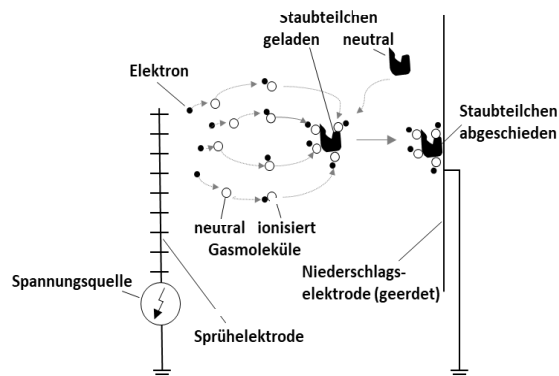 Staubteilchen
geladen neutral
Elektron
Staubteilchen
abgeschieden
neutral ionisiert
Gasmoleküle
Niederschlags-
elektrode (geerdet)
Spannungsquelle
Sprühelektrode